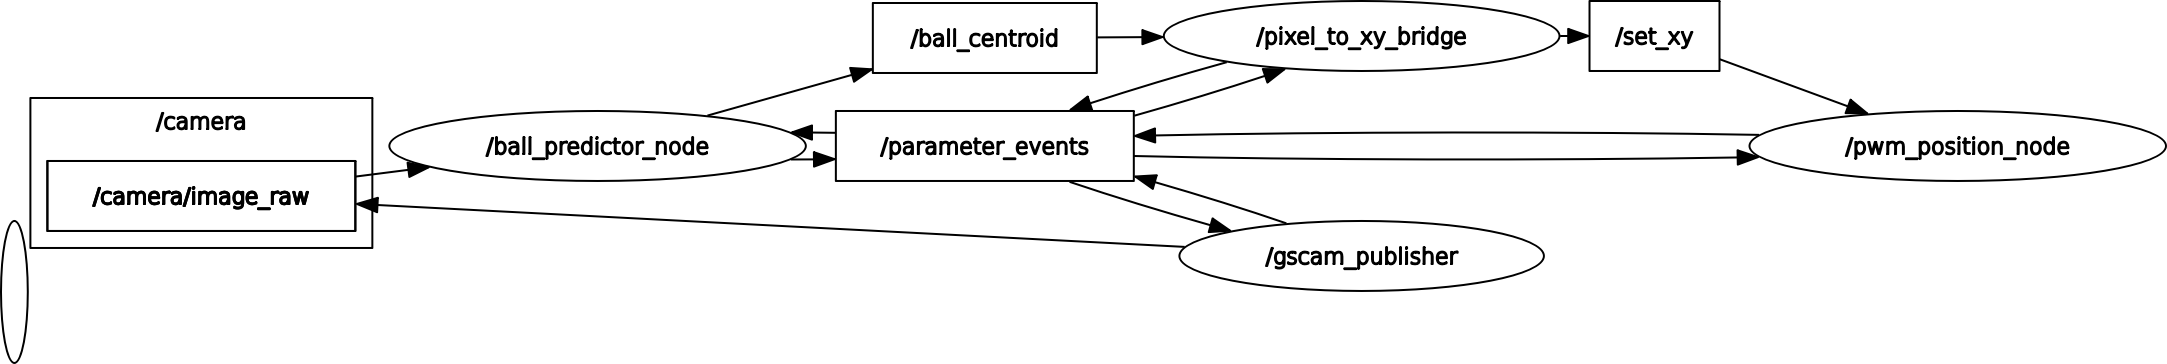 /ball_centroid
/pixel_to_xy_bridge
/set_xy
/camera
/ball_predictor_node
/parameter_events
/pwm_position_node
/camera/image_raw
/gscam_publisher